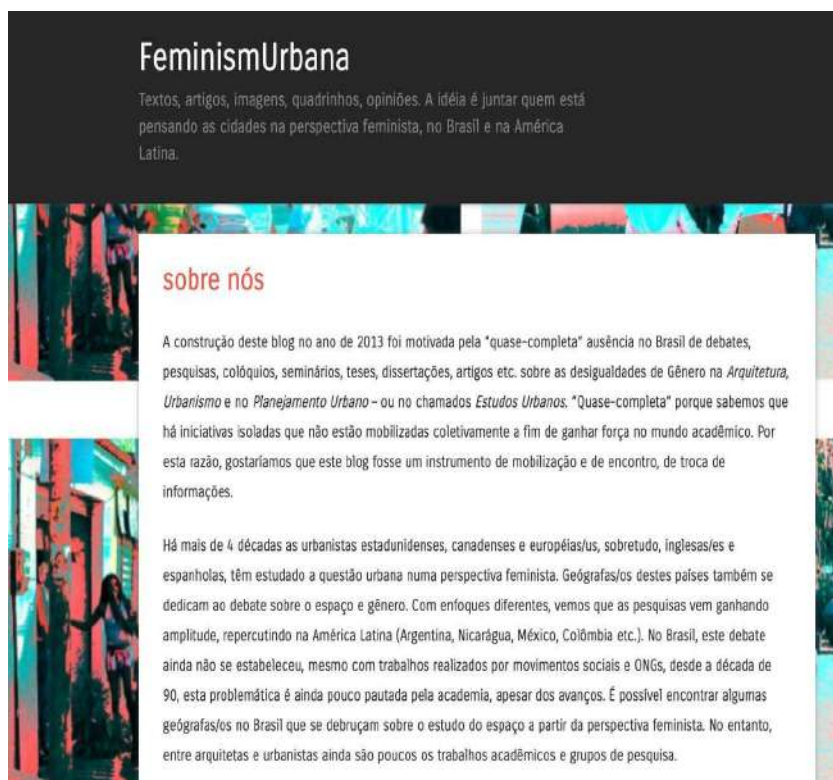 FeminismUrbana
Textos, artigos, imagens, quadrinhos, opiniões. A idéia é juntar quem está
pensando as cidades na perspectiva feminista, no Brasil e na América
Latina.
sobre nós
A construção deste blog no ano de 2013 foi motivada pela "quase-completa" ausência no Brasil de debates,
pesquisas, colóquios, seminários, teses, dissertações, artigos etc. sobre as desigualdades de Gênero na Arquitetura,
Urbanismo e no Planejamento Urbano – ou no chamados Estudos Urbanos. "Quase-completa" porque sabemos que
há iniciativas isoladas que não estão mobilizadas coletivamente a fim de ganhar força no mundo acadêmico. Por
esta razão, gostaríamos que este blog fosse um instrumento de mobilização e de encontro, de troca de
informações.
Há mais de 4 décadas as urbanistas estadunidenses, canadenses e européias/us, sobretudo, inglesas/es e
espanholas, têm estudado a questão urbana numa perspectiva feminista. Geógrafas/os destes países também se
dedicam ao debate sobre o espaço e gênero. Com enfoques diferentes, vemos que as pesquisas vem ganhando
amplitude, repercutindo na América Latina (Argentina, Nicarágua, México, Colômbia etc.). No Brasil, este debate
ainda não se estabeleceu, mesmo com trabalhos realizados por movimentos sociais e ONGs, desde a década de
90, esta problemática é ainda pouco pautada pela academia, apesar dos avanços. É possível encontrar algumas
geógrafas/os no Brasil que se debruçam sobre o estudo do espaço a partir da perspectiva feminista. No entanto,
entre arquitetas e urbanistas ainda são poucos os trabalhos acadêmicos e grupos de pesquisa.